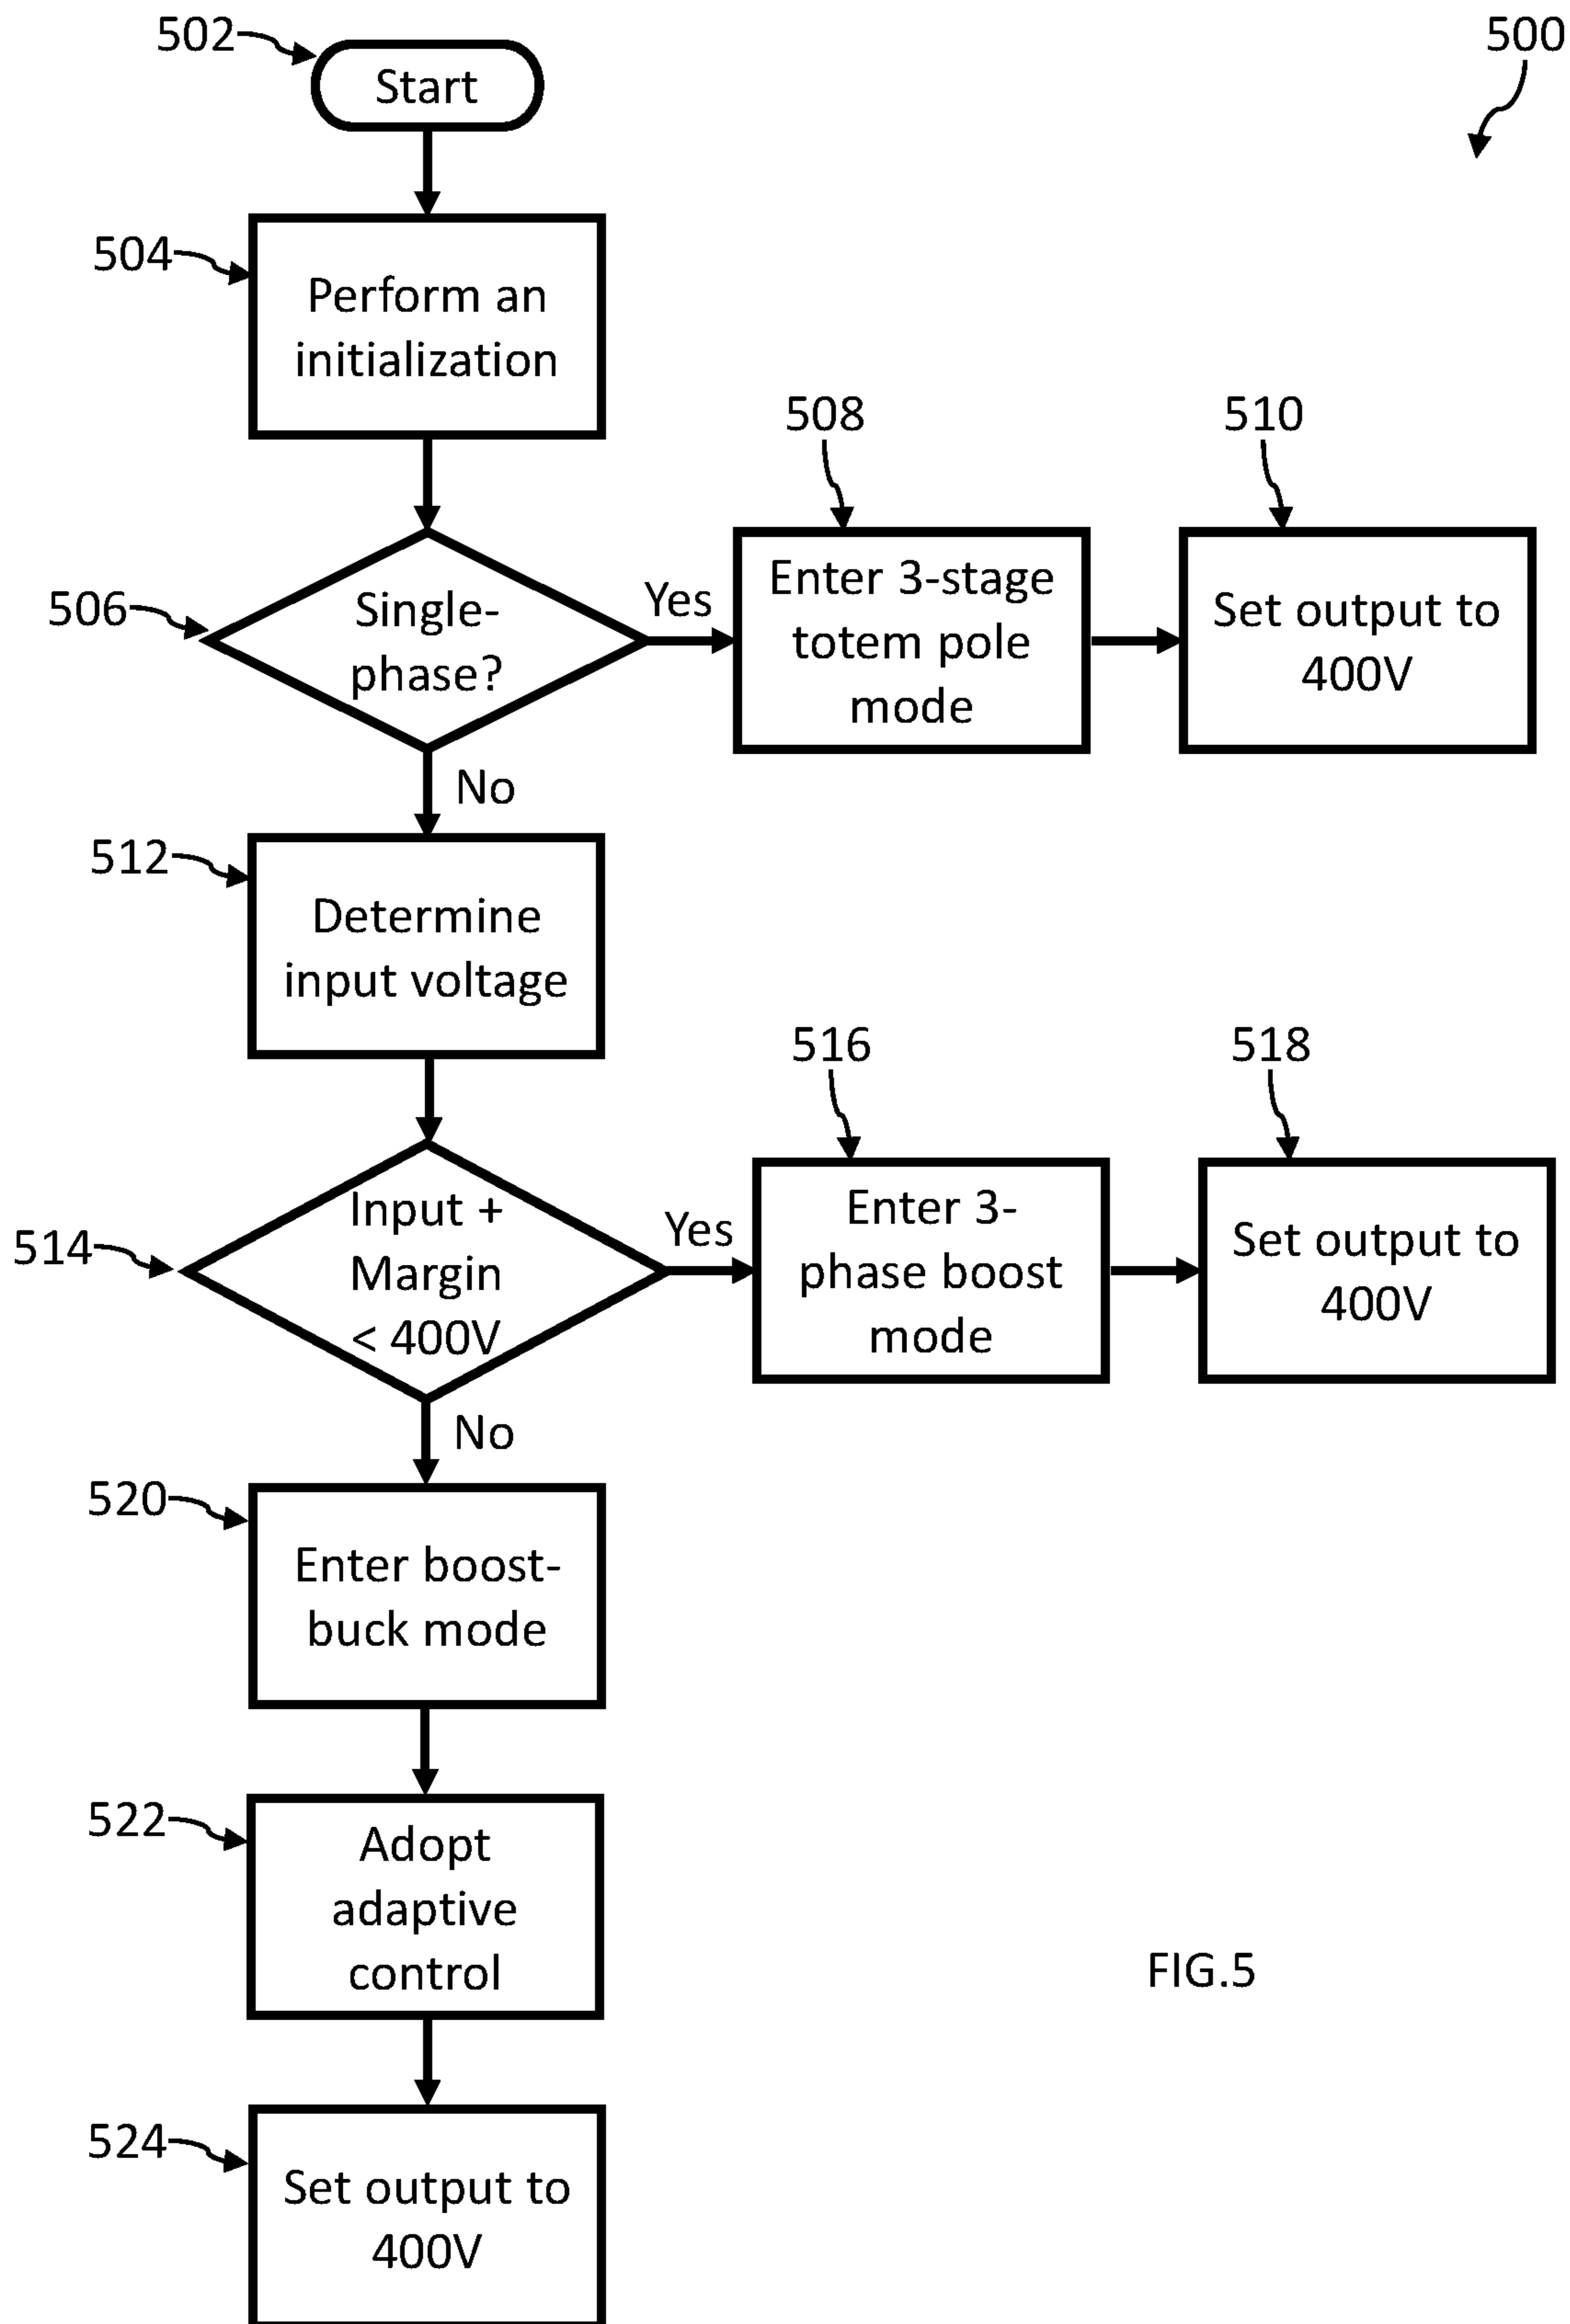 502
Start
500
504
Perform an
initialization
506
Single-
phase?
Yes
508
Enter 3-stage
totem pole
mode
510
Set output to
400V
No
512
Determine
input voltage
514
Input +
Margin
< 400V
Yes
516
Enter 3-
phase boost
mode
518
Set output to
400V
No
520
Enter boost-
buck mode
522
Adopt
adaptive
control
524
Set output to
400V
FIG.5